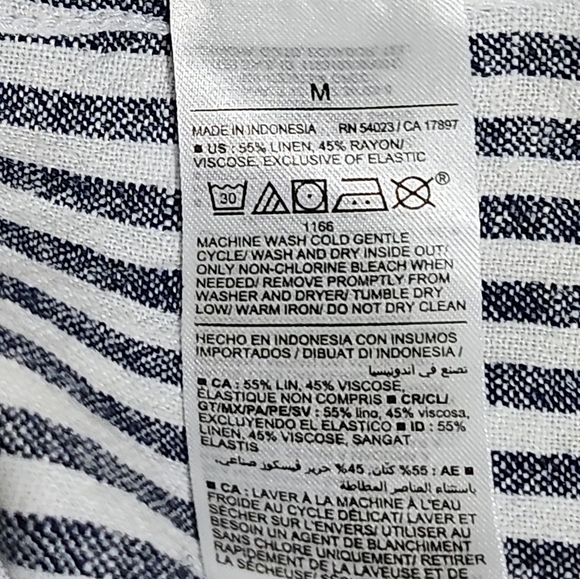 M
MADE IN INDONESIA RN 54023 / CA 17897
■ US : 55% LINEN, 45% RAYON/
VISCOSE, EXCLUSIVE OF ELASTIC
30 ®
1166
MACHINE WASH COLD GENTLE
CYCLE/ WASH AND DRY INSIDE OUT/
ONLY NON-CHLORINE BLEACH WHEN
NEEDED/ REMOVE PROMPTLY FROM
WASHER AND DRYER/ TUMBLE DRY
LOW/ WARM IRON/ DO NOT DRY CLEAN
HECHO EN INDONESIA CON INSUMOS
IMPORTADOS / DIBUAT DI INDONESIA /
تصنع في اندونيسيا
■ CA : 55% LIN, 45% VISCOSE,
ÉLASTIQUE NON COMPRIS ■ CR/CL/
GT/MX/PA/PE/SV : 55% lino, 45% viscosa,
EXCLUYENDO EL ELASTICO ■ ID : 55%
LINEN, 45% VISCOSE, SANGAT
ELASTIS
■ AE : 55% كتان, 45% حرير فيسكوز صناعي,
باستثناء العناصر المطاطة
■ CA : LAVER À LA MACHINE À L'EAU
FROIDE AU CYCLE DÉLICAT/ LAVER ET
SÉCHER SUR L'ENVERS/ UTILISER AU
BESOIN UN AGENT DE BLANCHIMENT
SANS CHLORE UNIQUEMENT/ RETIRER
RAPIDEMENT DE LA LAVEUSE ET DE
LA SÉCHEUSE/